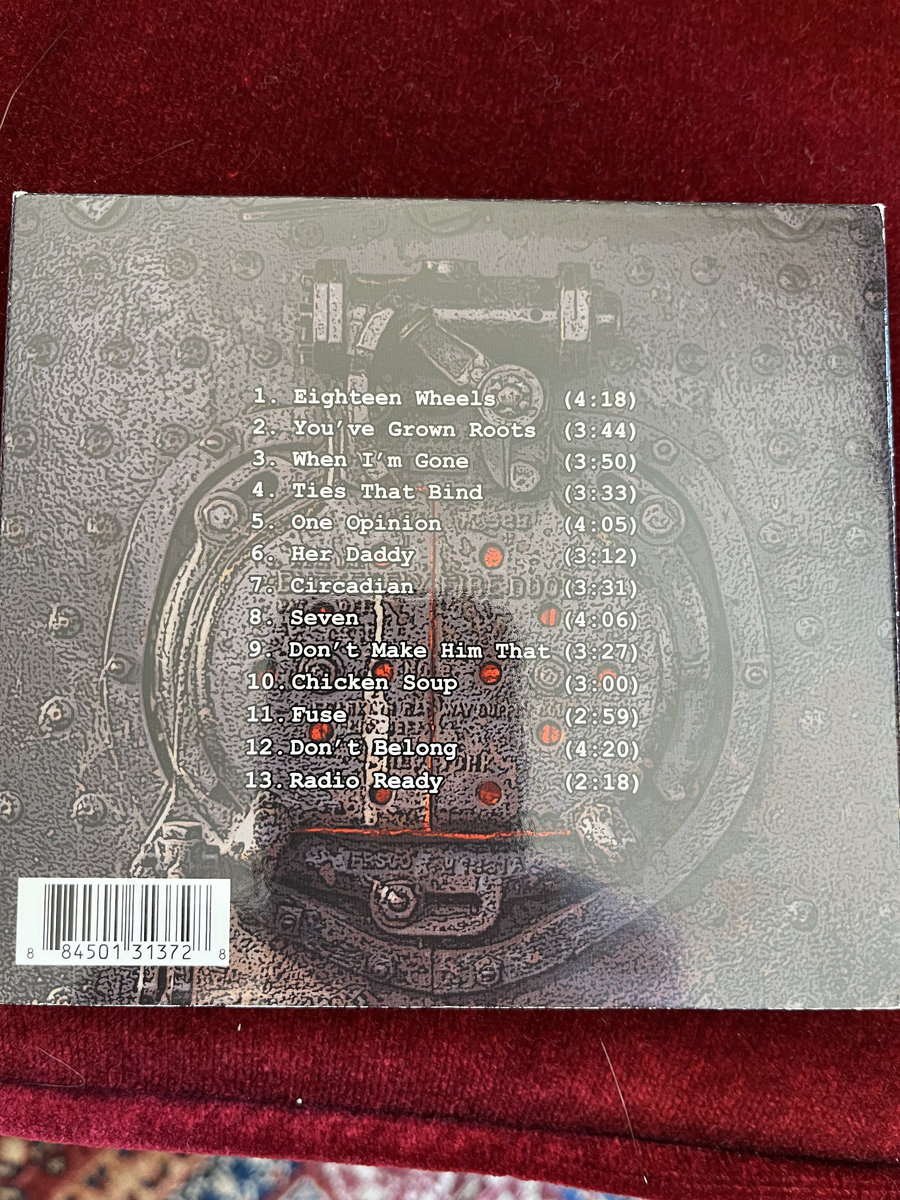 1. Eighteen Wheels (4:18)
2. You've Grown Roots (3:44)
3. When I'm Gone (3:50)
4. Ties That Bind (3:33)
5. One Opinion (4:05)
6. Her Daddy (3:12)
7. Circadian (3:31)
8. Seven (4:06)
9. Don't Make Him That (3:27)
10. Chicken Soup (3:00)
11. Fuse (2:59)
12. Don't Belong (4:20)
13. Radio Ready (2:18)
8 84501 31372 8